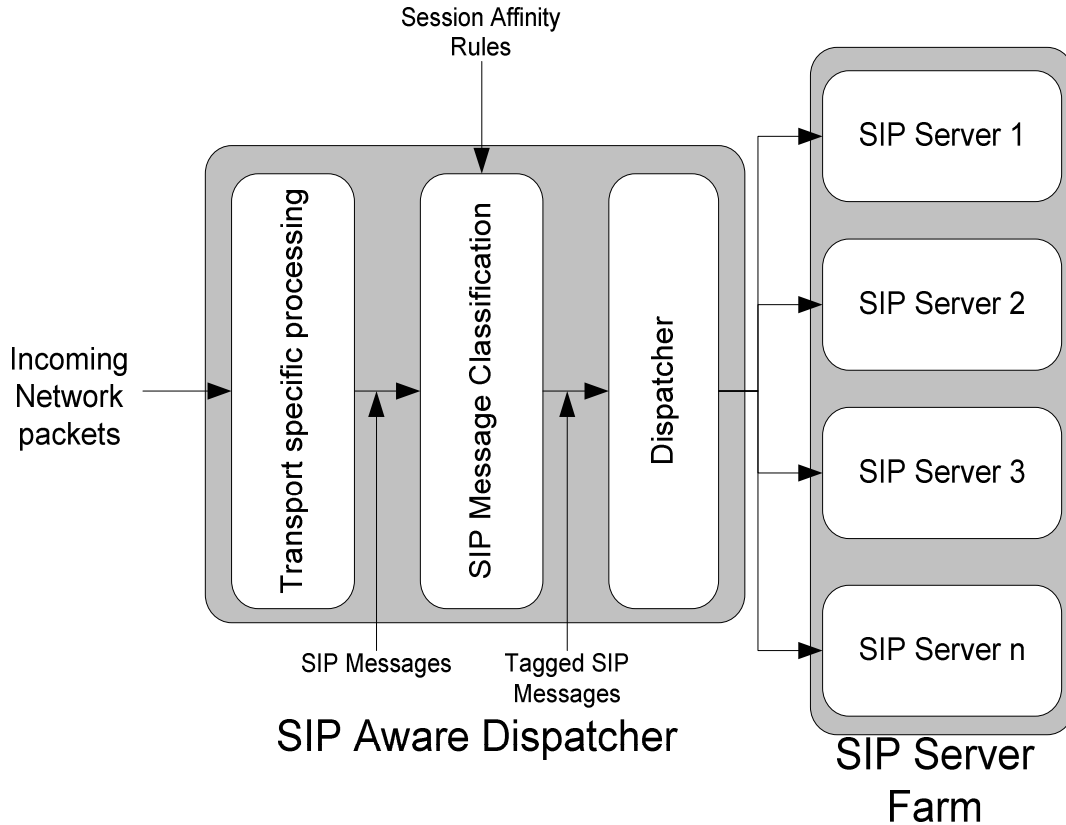 Session Affinity
Rules
Incoming
Network
packets
Transport specific processing
SIP Message Classification
Dispatcher
SIP Server 1
SIP Server 2
SIP Server 3
SIP Server n
SIP Messages
Tagged SIP
Messages
SIP Aware Dispatcher
SIP Server
Farm